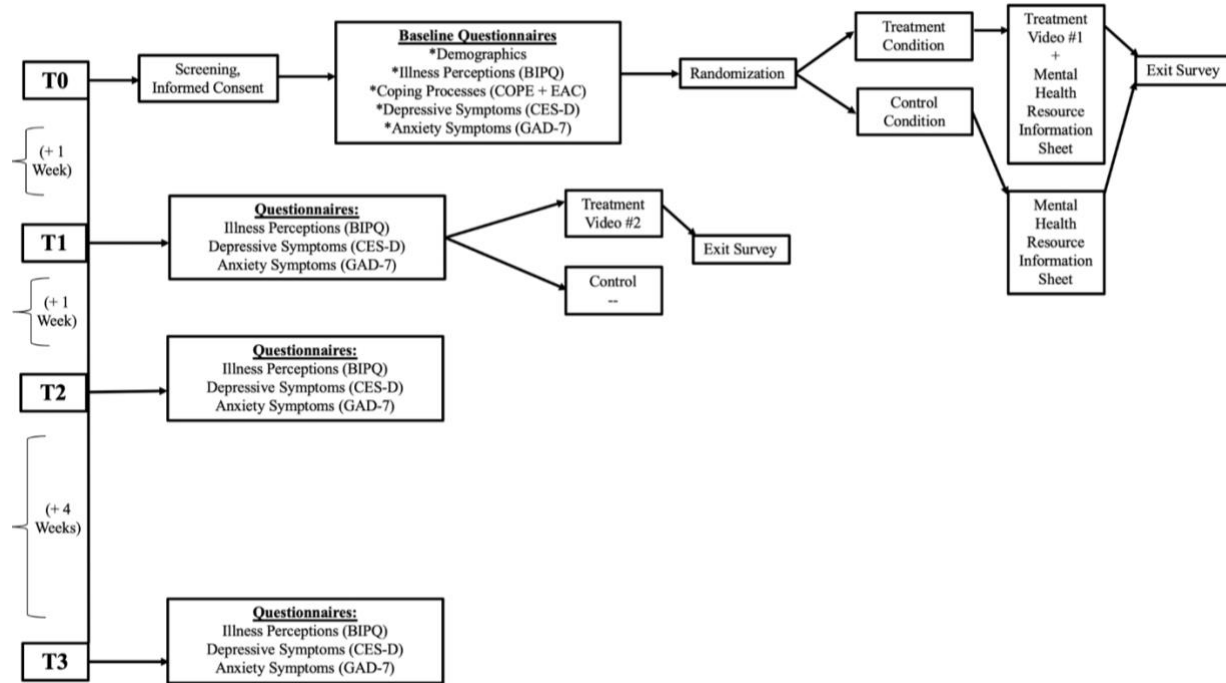 T0
Screening,
Informed Consent
Baseline Questionnaires
*Demographics
*Illness Perceptions (BIPQ)
*Coping Processes (COPE + EAC)
*Depressive Symptoms (CES-D)
*Anxiety Symptoms (GAD-7)
Randomization
Treatment
Condition
Control
Condition
Treatment
Video #1
+
Mental
Health
Resource
Information
Sheet
Mental
Health
Resource
Information
Sheet
Exit Survey
(+ 1
Week)
T1
Questionnaires:
Illness Perceptions (BIPQ)
Depressive Symptoms (CES-D)
Anxiety Symptoms (GAD-7)
Treatment
Video #2
Control
--
Exit Survey
(+ 1
Week)
T2
Questionnaires:
Illness Perceptions (BIPQ)
Depressive Symptoms (CES-D)
Anxiety Symptoms (GAD-7)
(+ 4
Weeks)
T3
Questionnaires:
Illness Perceptions (BIPQ)
Depressive Symptoms (CES-D)
Anxiety Symptoms (GAD-7)